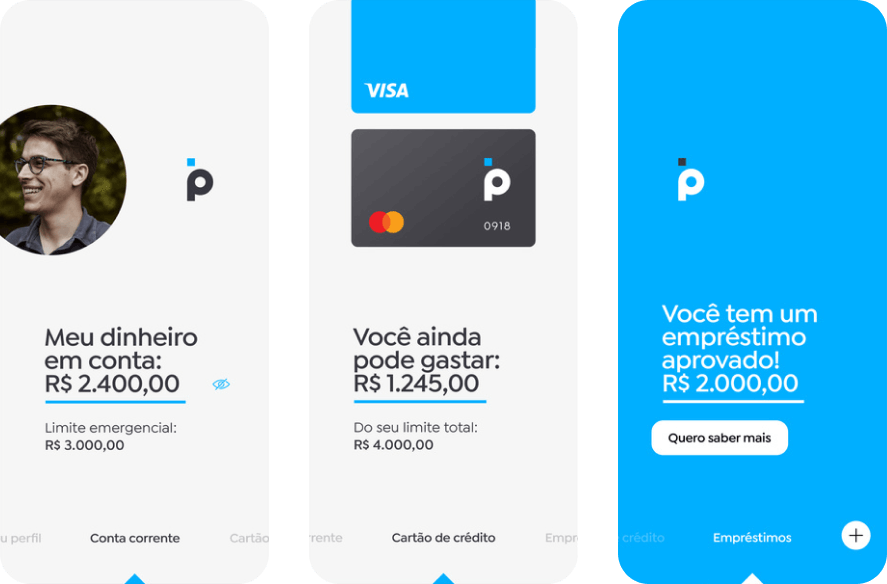 Meu dinheiro
em conta:
R$ 2.400,00
Limite emergencial:
R$ 3.000,00
u perfil
Conta corrente
Cartão
VISA
ip
0918
Você ainda
pode gastar:
R$ 1.245,00
Do seu limite total:
R$ 4.000,00
rrente
Cartão de crédito
Empr
ip
Você tem um
empréstimo
aprovado!
R$ 2.000,00
Quero saber mais
crédito
Empréstimos